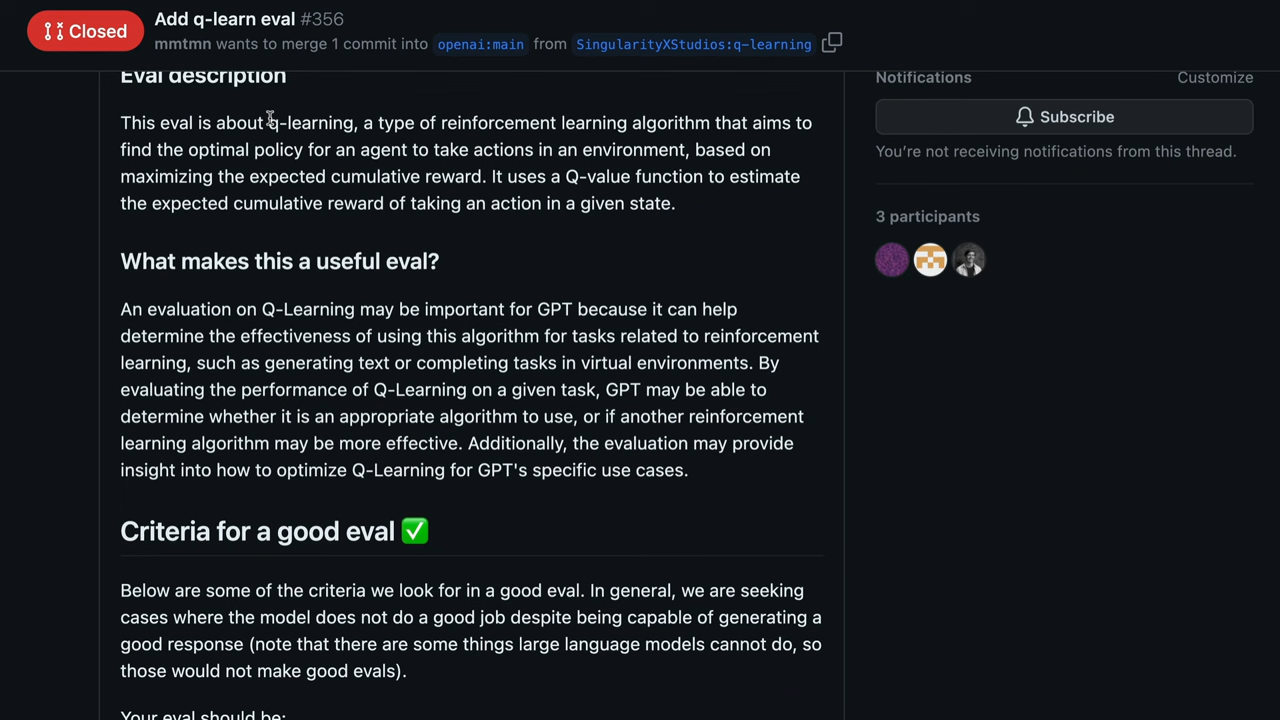 Closed
Add q-learn eval #356
mmtmn wants to merge 1 commit into openai:main from SingularityXStudios:q-learning
Eval description
This eval is about q-learning, a type of reinforcement learning algorithm that aims to
find the optimal policy for an agent to take actions in an environment, based on
maximizing the expected cumulative reward. It uses a Q-value function to estimate
the expected cumulative reward of taking an action in a given state.
What makes this a useful eval?
An evaluation on Q-Learning may be important for GPT because it can help
determine the effectiveness of using this algorithm for tasks related to reinforcement
learning, such as generating text or completing tasks in virtual environments. By
evaluating the performance of Q-Learning on a given task, GPT may be able to
determine whether it is an appropriate algorithm to use, or if another reinforcement
learning algorithm may be more effective. Additionally, the evaluation may provide
insight into how to optimize Q-Learning for GPT's specific use cases.
Criteria for a good eval ✅
Below are some of the criteria we look for in a good eval. In general, we are seeking
cases where the model does not do a good job despite being capable of generating a
good response (note that there are some things large language models cannot do, so
those would not make good evals).
Your eval should be:
Notifications
Customize
Subscribe
You're not receiving notifications from this thread.
3 participants